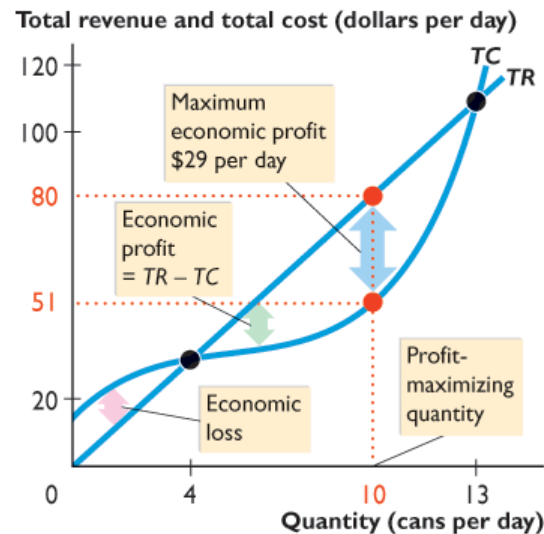 Total revenue and total cost (dollars per day)
120
TC
TR
Maximum
economic profit
$29 per day
100
80
Economic
profit
= TR – TC
51
Profit-
maximizing
quantity
20
Economic
loss
0
4
10
13
Quantity (cans per day)